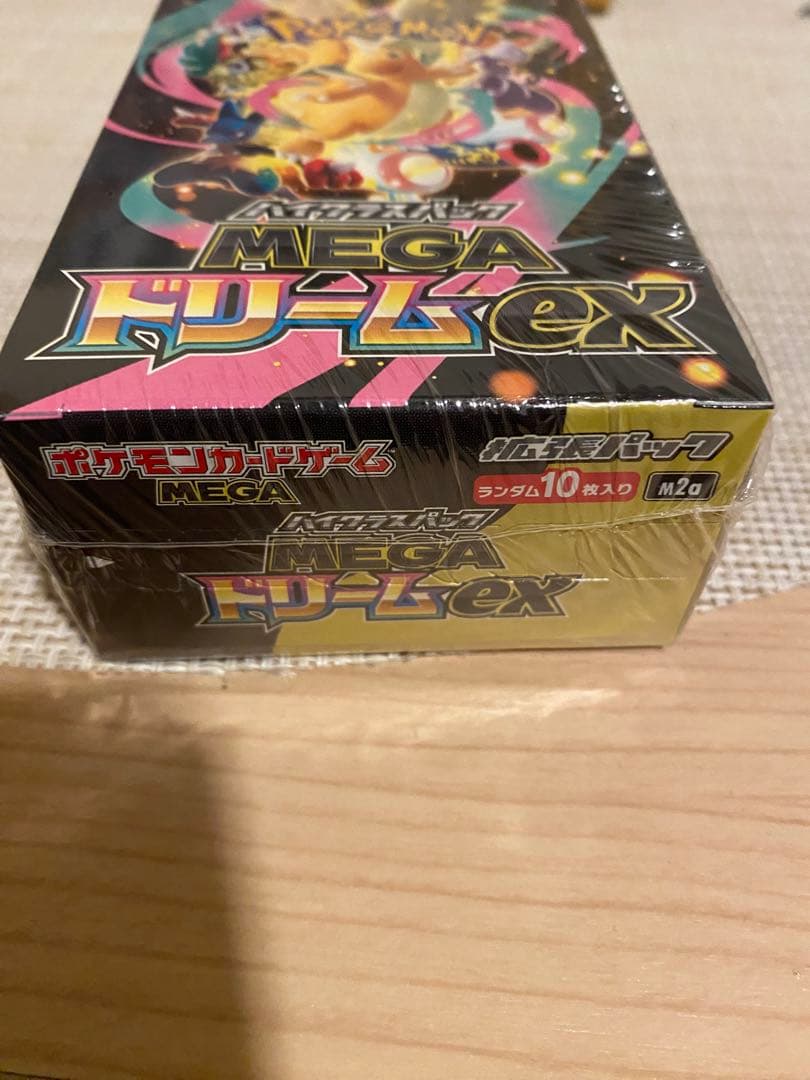 POKÉMON
ハイクラスパック
MEGA
ドリームex
ポケモンカードゲーム
MEGA
拡張パック
ランダム10枚入り
M2a
ハイクラスパック
MEGA
ドリームex